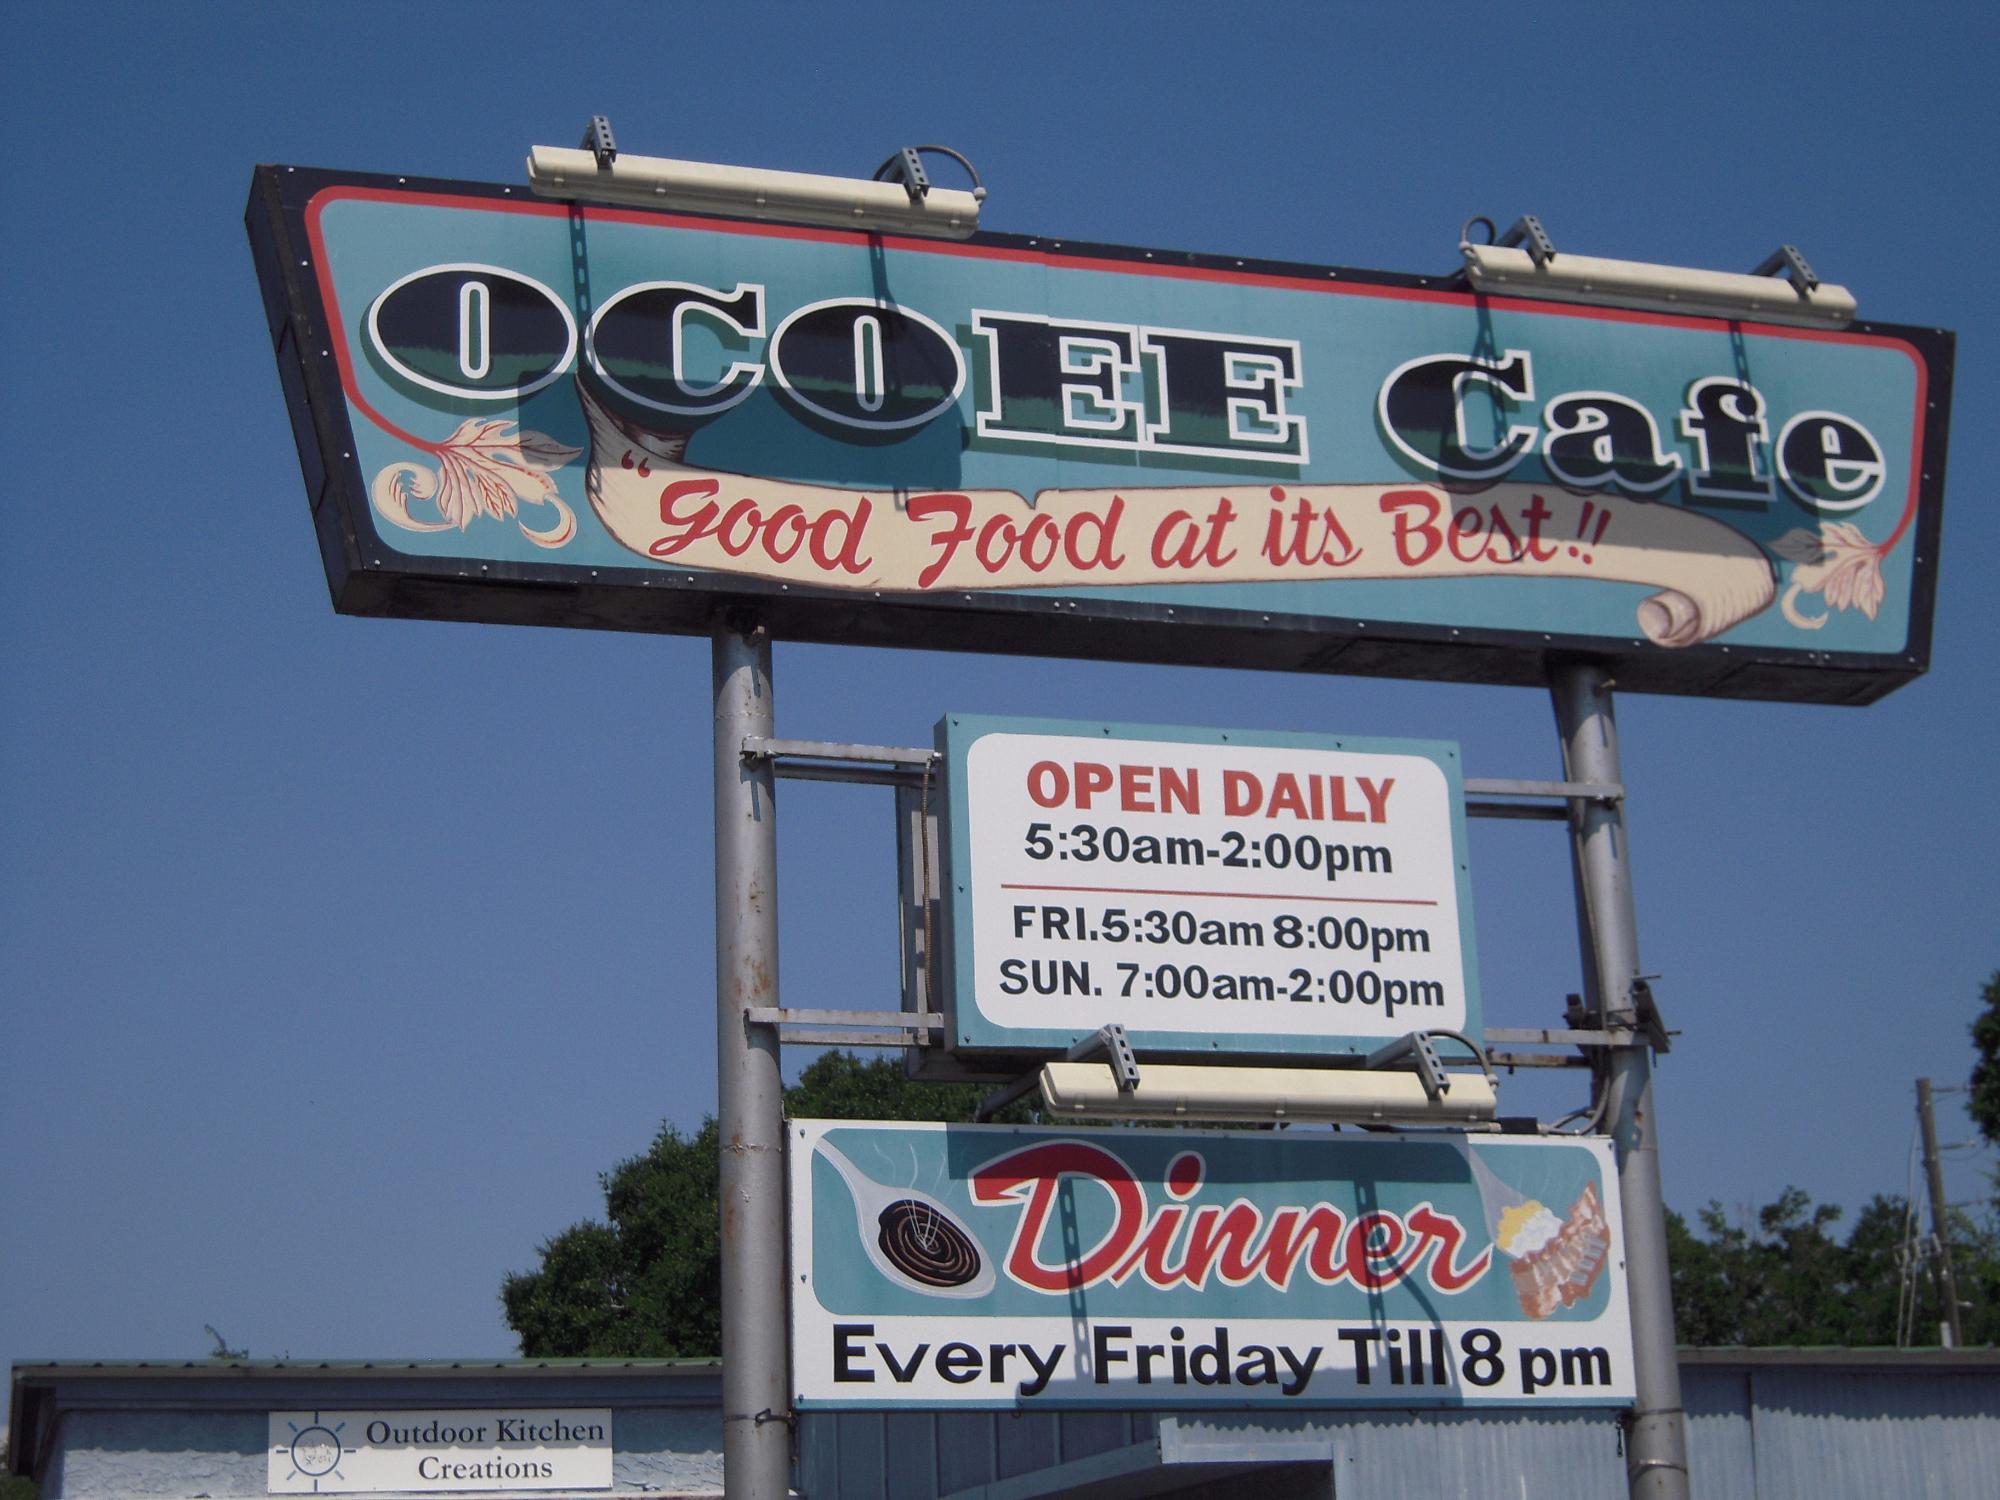 OCOEE Cafe
"Good Food at its Best!!
OPEN DAILY
5:30am-2:00pm
FRI.5:30am 8:00pm
SUN. 7:00am-2:00pm
Dinner
Every Friday Till 8 pm
Outdoor Kitchen
Creations